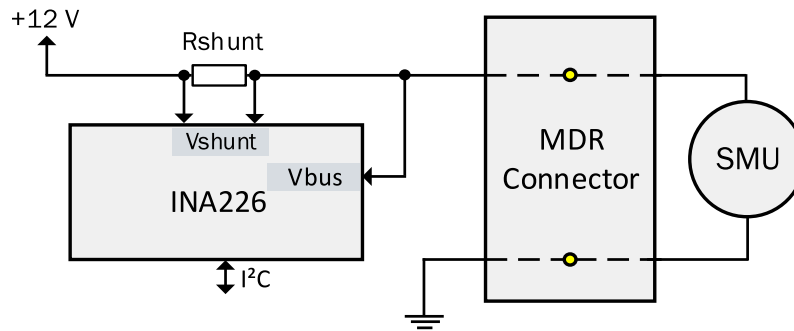 +12 V
Rshunt
Vshunt
Vbus
INA226
I²C
MDR
Connector
SMU